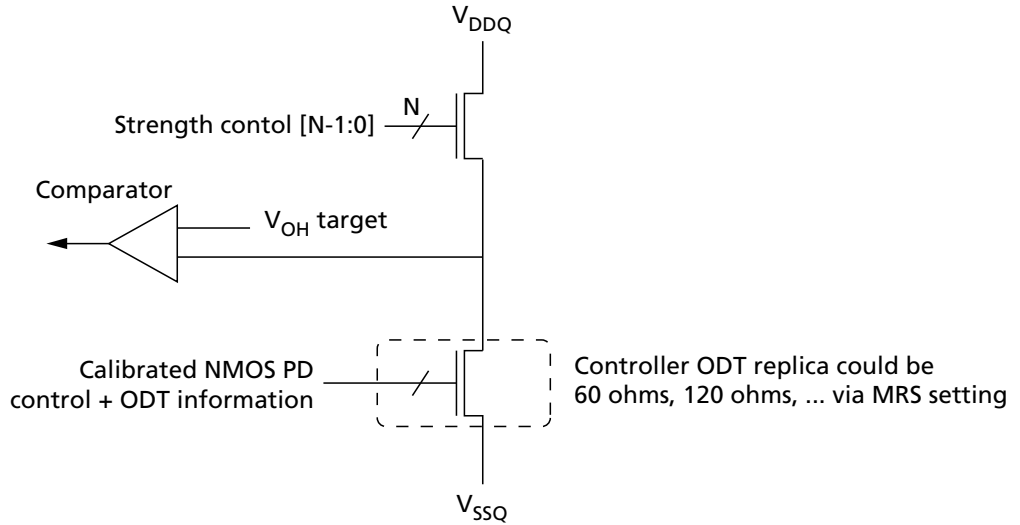 VDDQ
N
Strength contol [N-1:0]
Comparator
VOH target
Calibrated NMOS PD
control + ODT information
Controller ODT replica could be
60 ohms, 120 ohms, ... via MRS setting
VSSQ